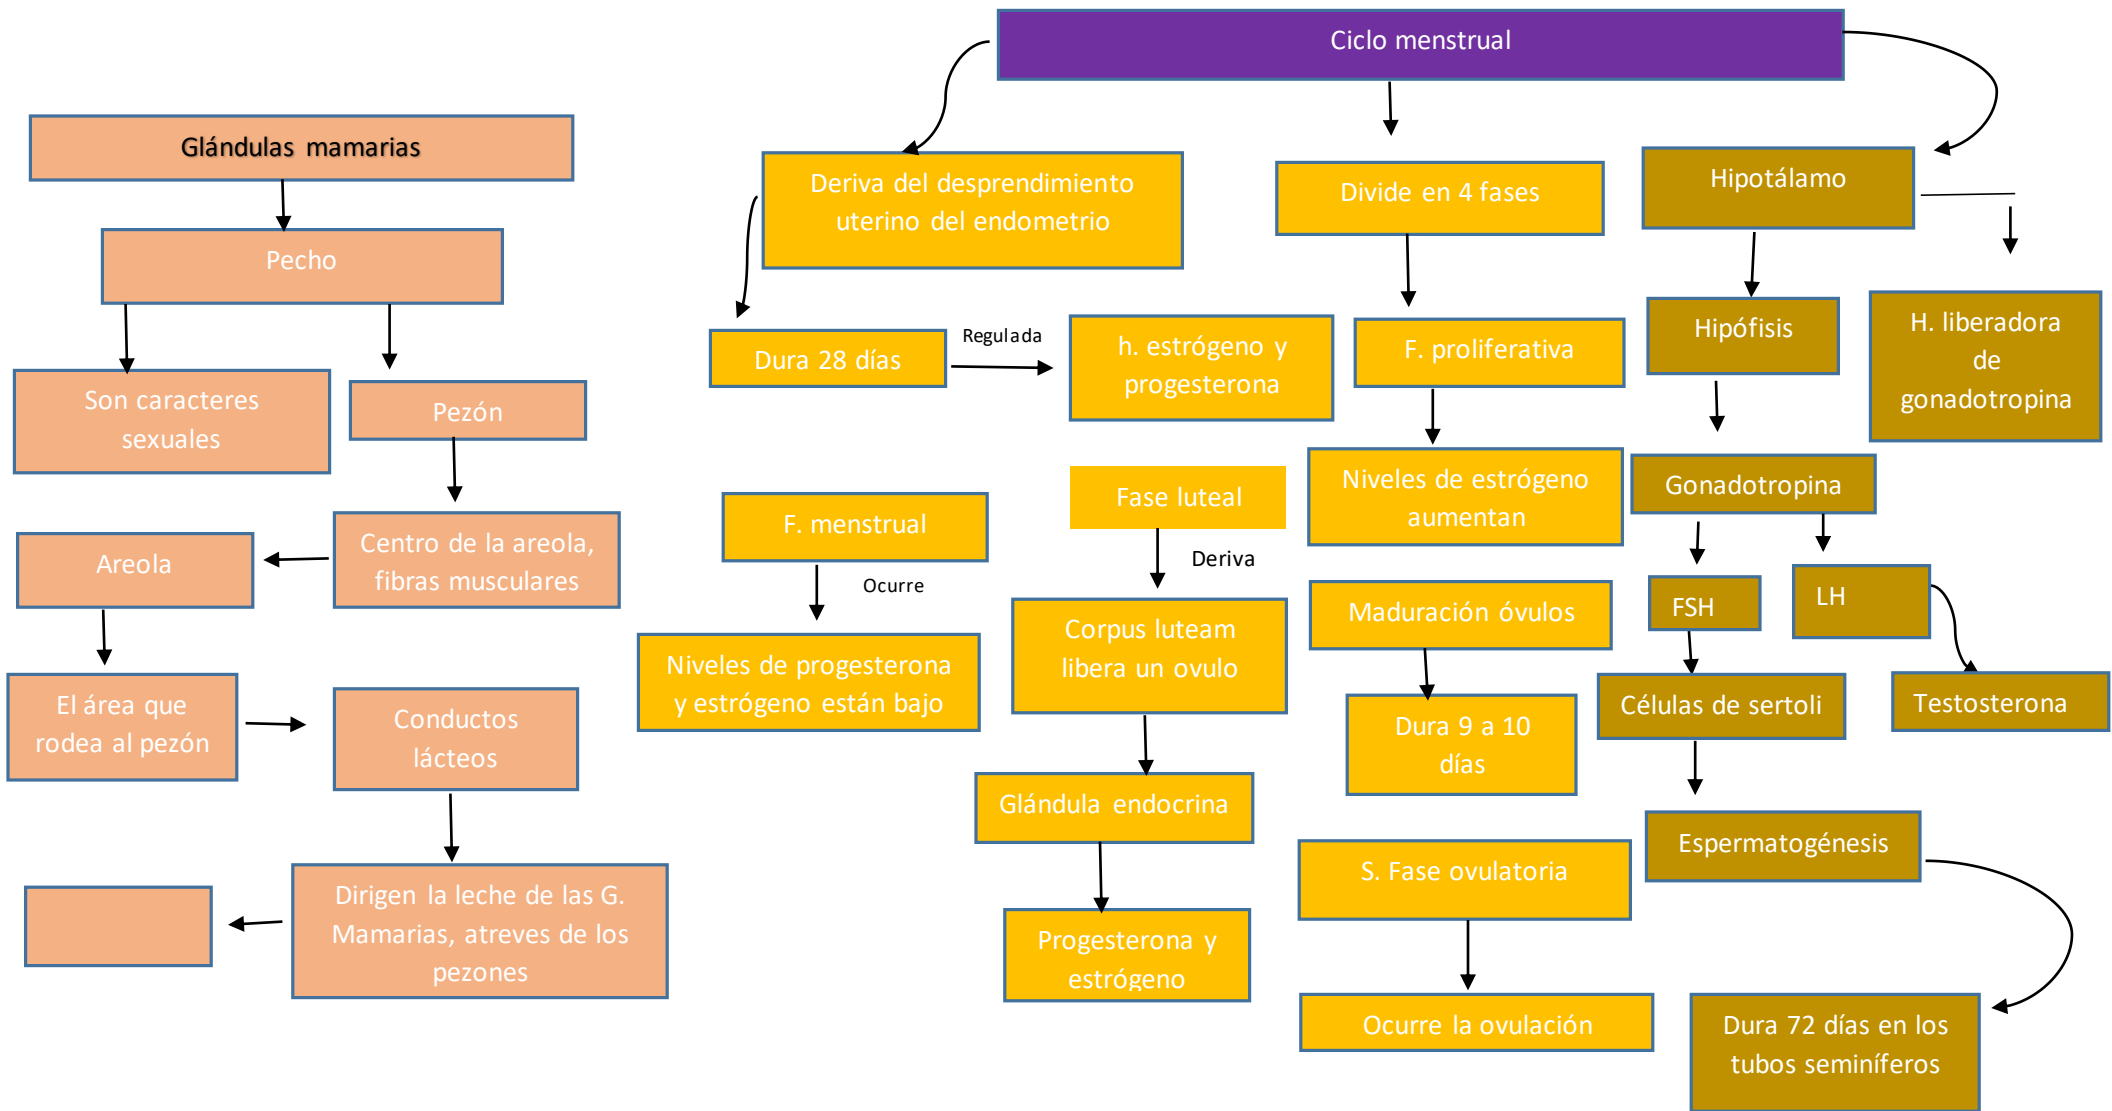 Ciclo menstrual
Glándulas mamarias
Pecho
Son caracteres
sexuales
Pezón
Centro de la areola,
fibras musculares
Areola
El área que
rodea al pezón
Conductos
lácteos
Dirigen la leche de las G.
Mamarias, atreves de los
pezones
Deriva del desprendimiento
uterino del endometrio
Dura 28 días
Regulada
h. estrógeno y
progesterona
F. menstrual
Ocurre
Niveles de progesterona
y estrógeno están bajo
Fase luteal
Deriva
Corpus luteam
libera un ovulo
Glándula endocrina
Progesterona y
estrógeno
Divide en 4 fases
F. proliferativa
Niveles de estrógeno
aumentan
Maduración óvulos
Dura 9 a 10
días
S. Fase ovulatoria
Ocurre la ovulación
Hipotálamo
Hipófisis
H. liberadora
de
gonadotropina
Gonadotropina
FSH
LH
Células de sertoli
Testosterona
Espermatogénesis
Dura 72 días en los
tubos seminíferos